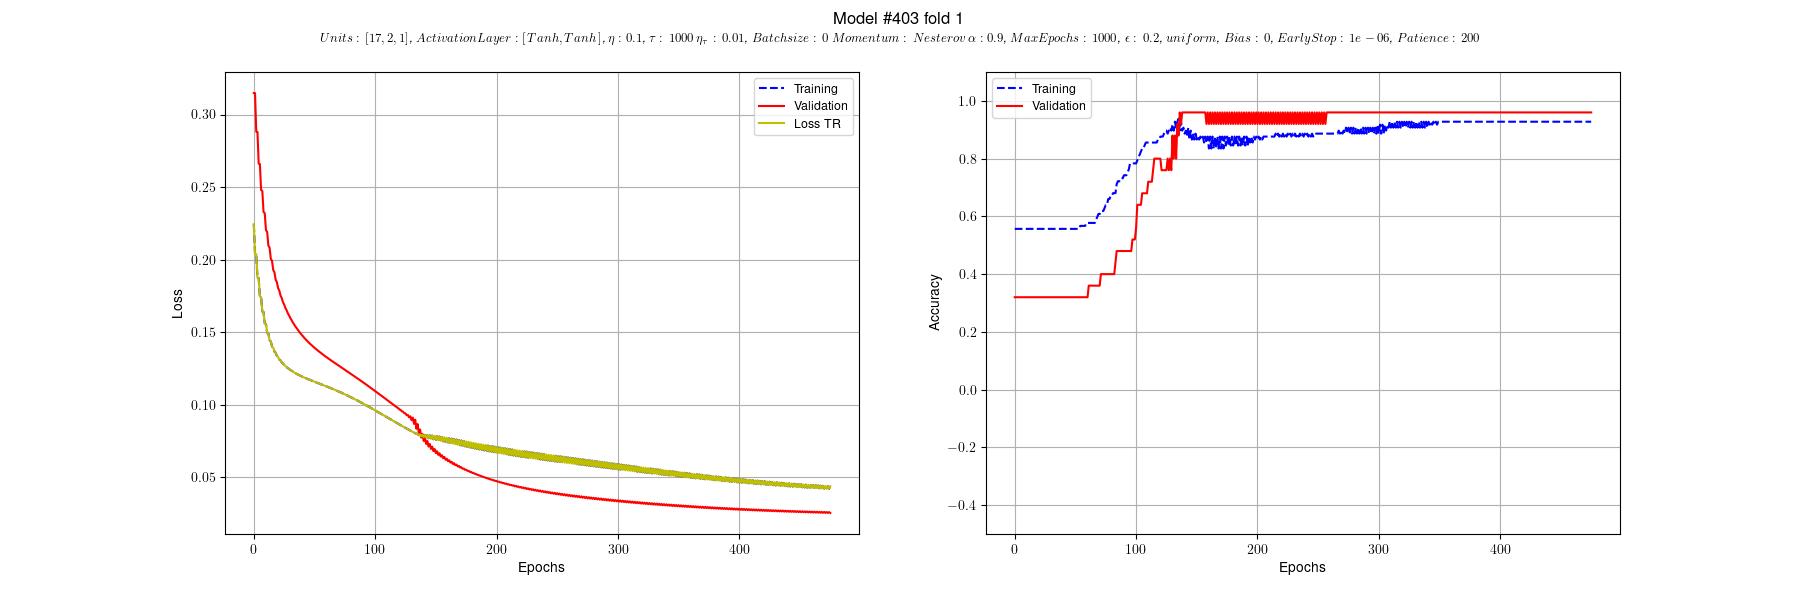 Model #403 fold 1
Units : [17, 2, 1], ActivationLayer : [Tanh, Tanh], η : 0.1, τ : 1000 η_τ : 0.01, Batchsize : 0 Momentum : Nesterov α : 0.9, MaxEpochs : 1000, ϵ : 0.2, uniform, Bias : 0, EarlyStop : 1e − 06, Patience : 200
Training
Validation
Loss TR
0.30
0.25
0.20
0.15
0.10
0.05
Loss
0 100 200 300 400
Epochs
Training
Validation
1.0
0.8
0.6
0.4
0.2
0.0
−0.2
−0.4
Accuracy
0 100 200 300 400
Epochs